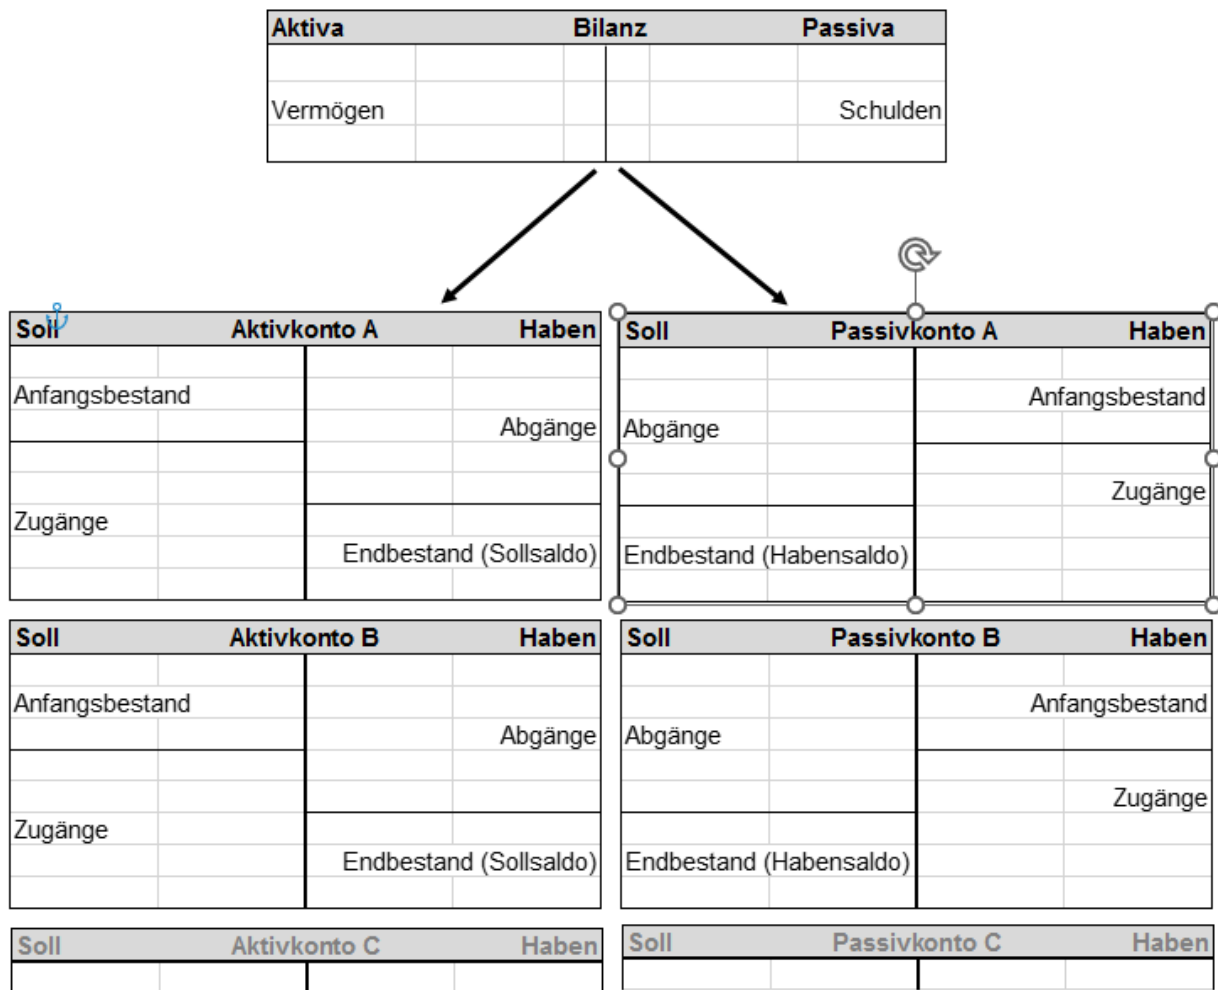 Aktiva Bilanz Passiva
Vermögen Schulden
Soll Aktivkonto A Haben
Anfangsbestand
Abgänge
Zugänge
Endbestand (Sollsaldo)
Soll Passivkonto A Haben
Anfangsbestand
Abgänge
Zugänge
Endbestand (Habensaldo)
Soll Aktivkonto B Haben
Anfangsbestand
Abgänge
Zugänge
Endbestand (Sollsaldo)
Soll Passivkonto B Haben
Anfangsbestand
Abgänge
Zugänge
Endbestand (Habensaldo)
Soll Aktivkonto C Haben
Soll Passivkonto C Haben